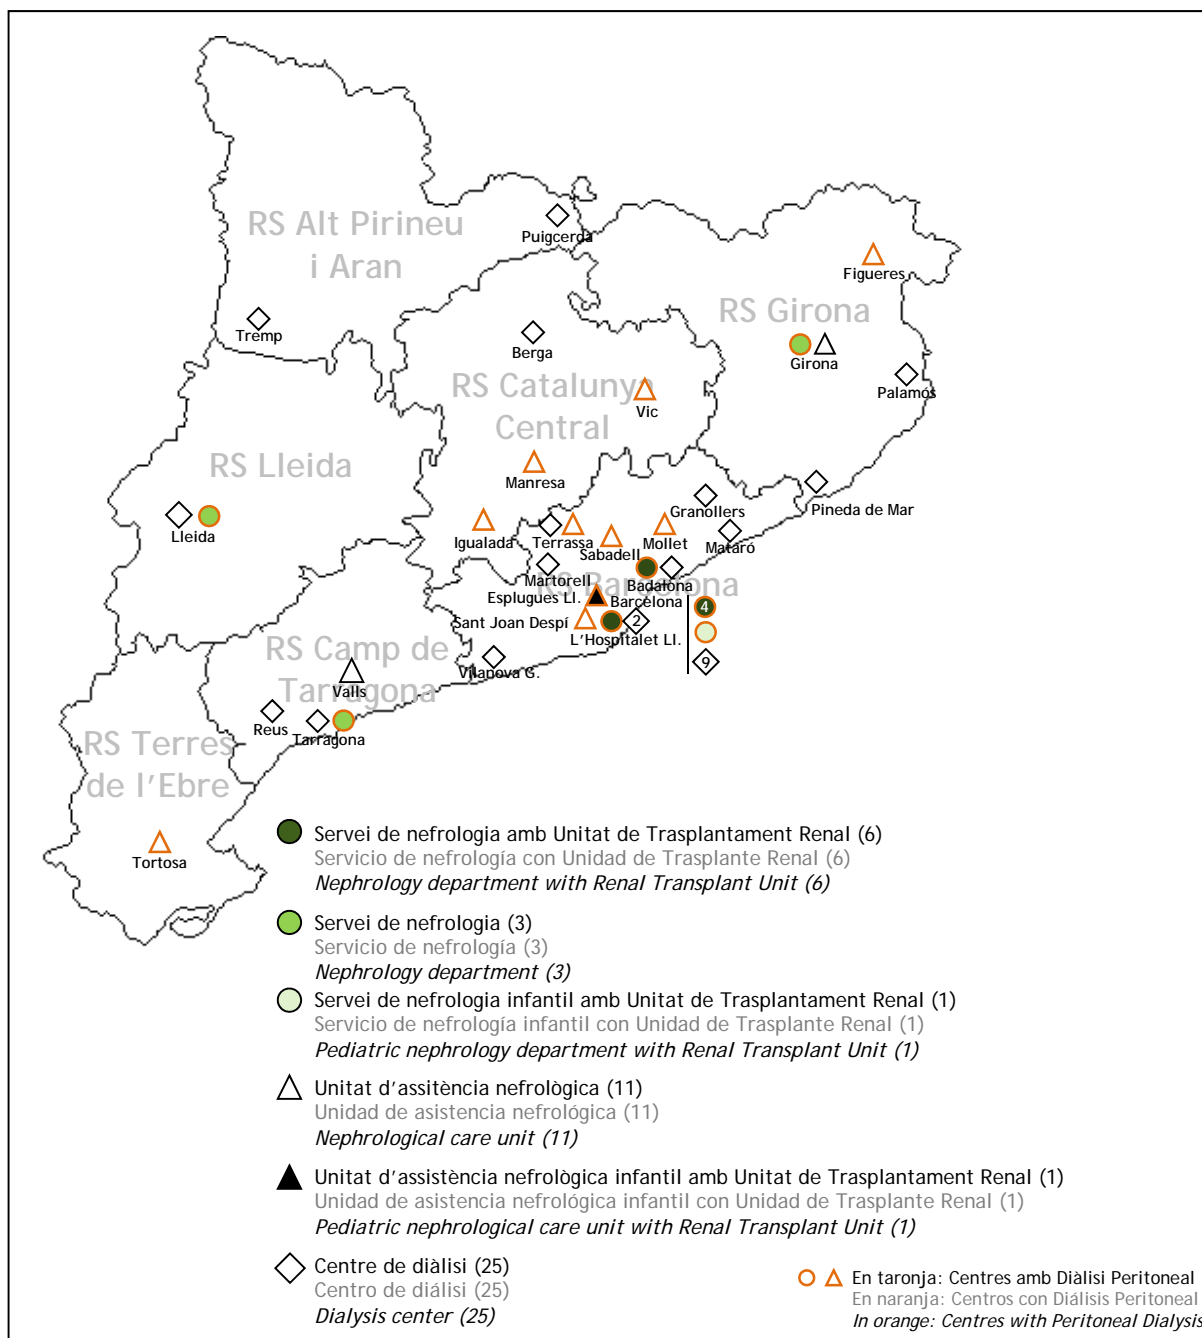 RS Alt Pirineu
i Aran
Puigcerdà
Tremp
Figueres
RS Girona
Girona
Palamós
Berga
RS Catalunya
Central
Vic
Manresa
Igualada
RS Lleida
Lleida
Pineda de Mar
Granollers
Mataró
Terrassa
Sabadell
Mollet
Martorell
RS Barcelona
Badalona
Esplugues Ll.
Barcelona
4
Sant Joan Despí
2
L'Hospitalet Ll.
9
Vilanova G.
RS Camp de
Tarragona
Valls
Reus
Tarragona
RS Terres
de l'Ebre
Tortosa
Servei de nefrologia amb Unitat de Trasplantament Renal (6)
Servicio de nefrología con Unidad de Trasplante Renal (6)
Nephrology department with Renal Transplant Unit (6)
Servei de nefrologia (3)
Servicio de nefrología (3)
Nephrology department (3)
Servei de nefrologia infantil amb Unitat de Trasplantament Renal (1)
Servicio de nefrología infantil con Unidad de Trasplante Renal (1)
Pediatric nephrology department with Renal Transplant Unit (1)
Unitat d'assitència nefrològica (11)
Unidad de asistencia nefrológica (11)
Nephrological care unit (11)
Unitat d'assistència nefrològica infantil amb Unitat de Trasplantament Renal (1)
Unidad de asistencia nefrológica infantil con Unidad de Trasplante Renal (1)
Pediatric nephrological care unit with Renal Transplant Unit (1)
Centre de diàlisi (25)
Centro de diálisi (25)
Dialysis center (25)
En taronja: Centres amb Diàlisi Peritoneal
En naranja: Centros con Diálisis Peritoneal
In orange: Centres with Peritoneal Dialysis